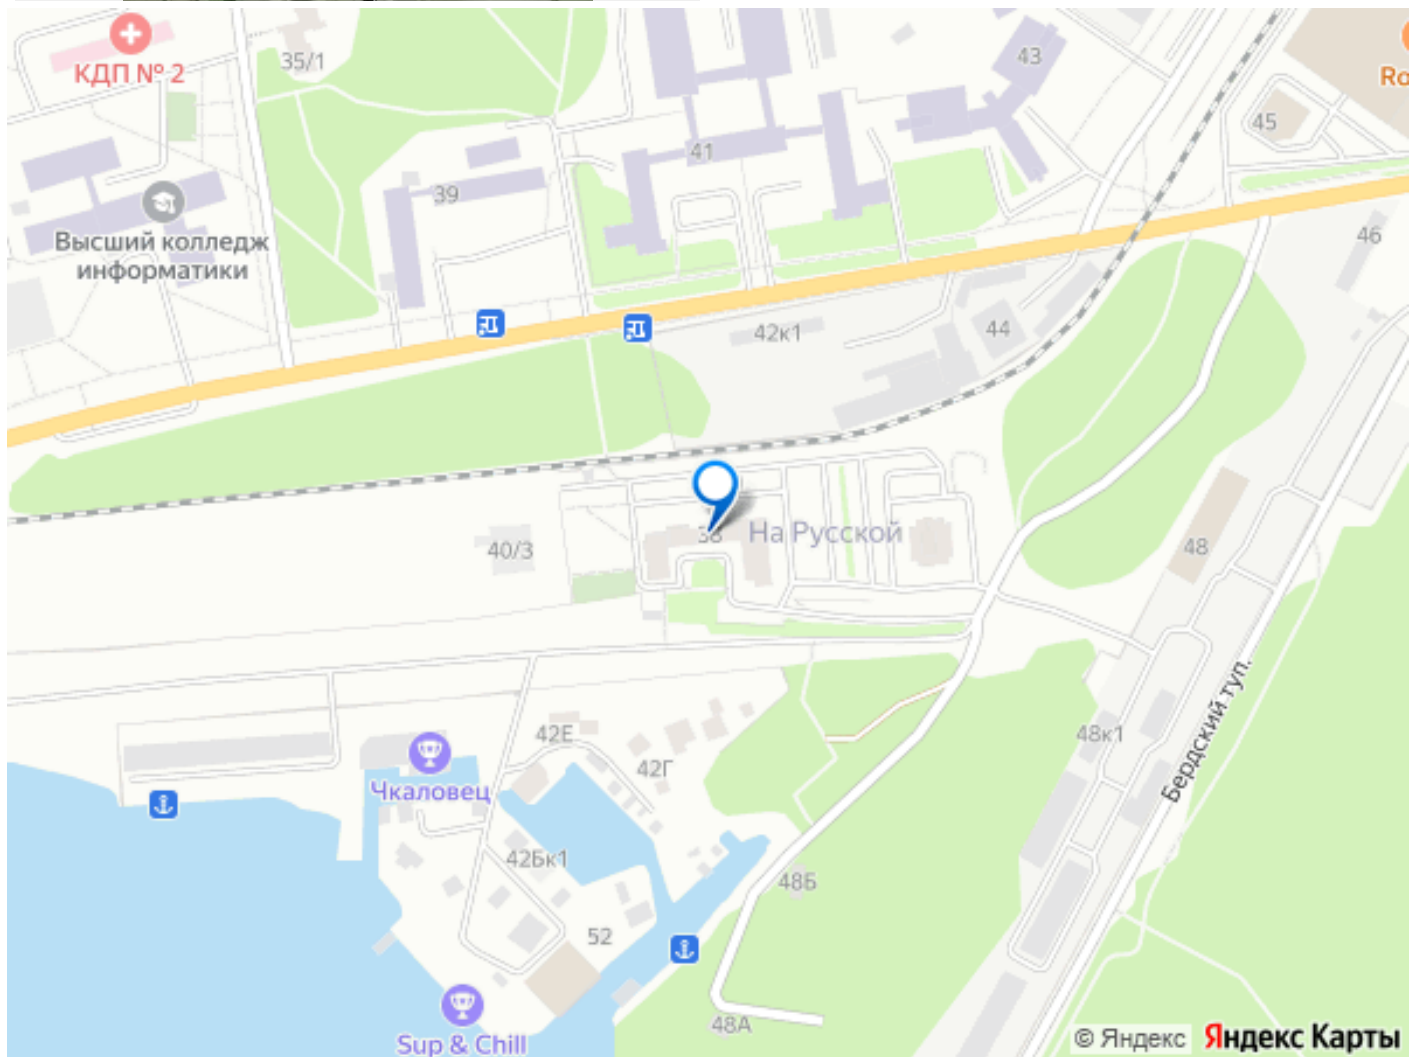 КДП № 2
35/1
43
Ro
45
41
39
Высший колледж
информатики
46
42к1
44
38
На Русской
40/3
48
Бердский туп.
48к1
42Е
42Г
Чкаловец
42Бк1
48Б
52
48А
Sup & Chill
© Яндекс Яндекс Карты